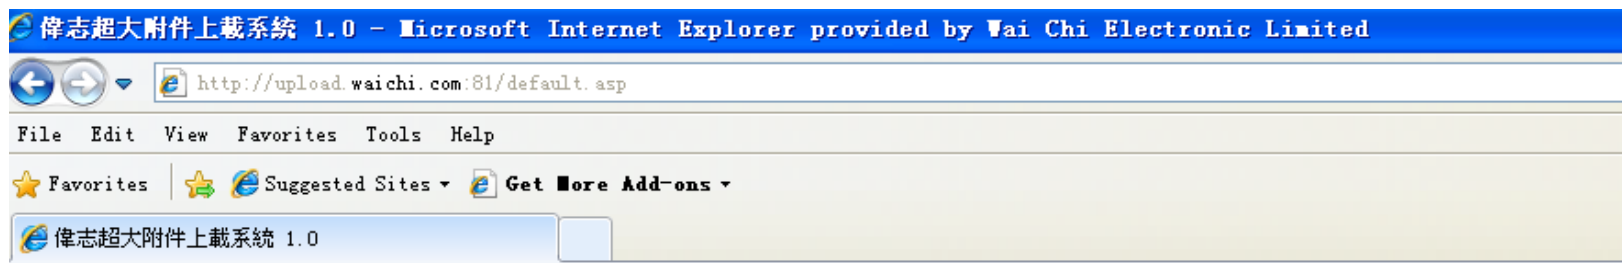 偉志超大附件上載系統 1.0 - Microsoft Internet Explorer provided by Wai Chi Electronic Limited
http://upload.waichi.com:81/default.asp
File Edit View Favorites Tools Help
Favorites Suggested Sites Get More Add-ons
偉志超大附件上載系統 1.0